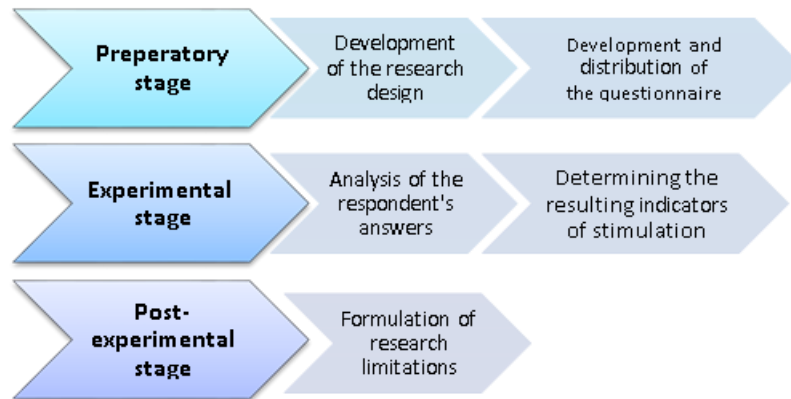 Preperatory
stage
Development
of the research
design
Development and
distribution of
the questionnaire
Experimental
stage
Analysis of the
respondent's
answers
Determining the
resulting indicators
of stimulation
Post-
experimental
stage
Formulation of
research
limitations